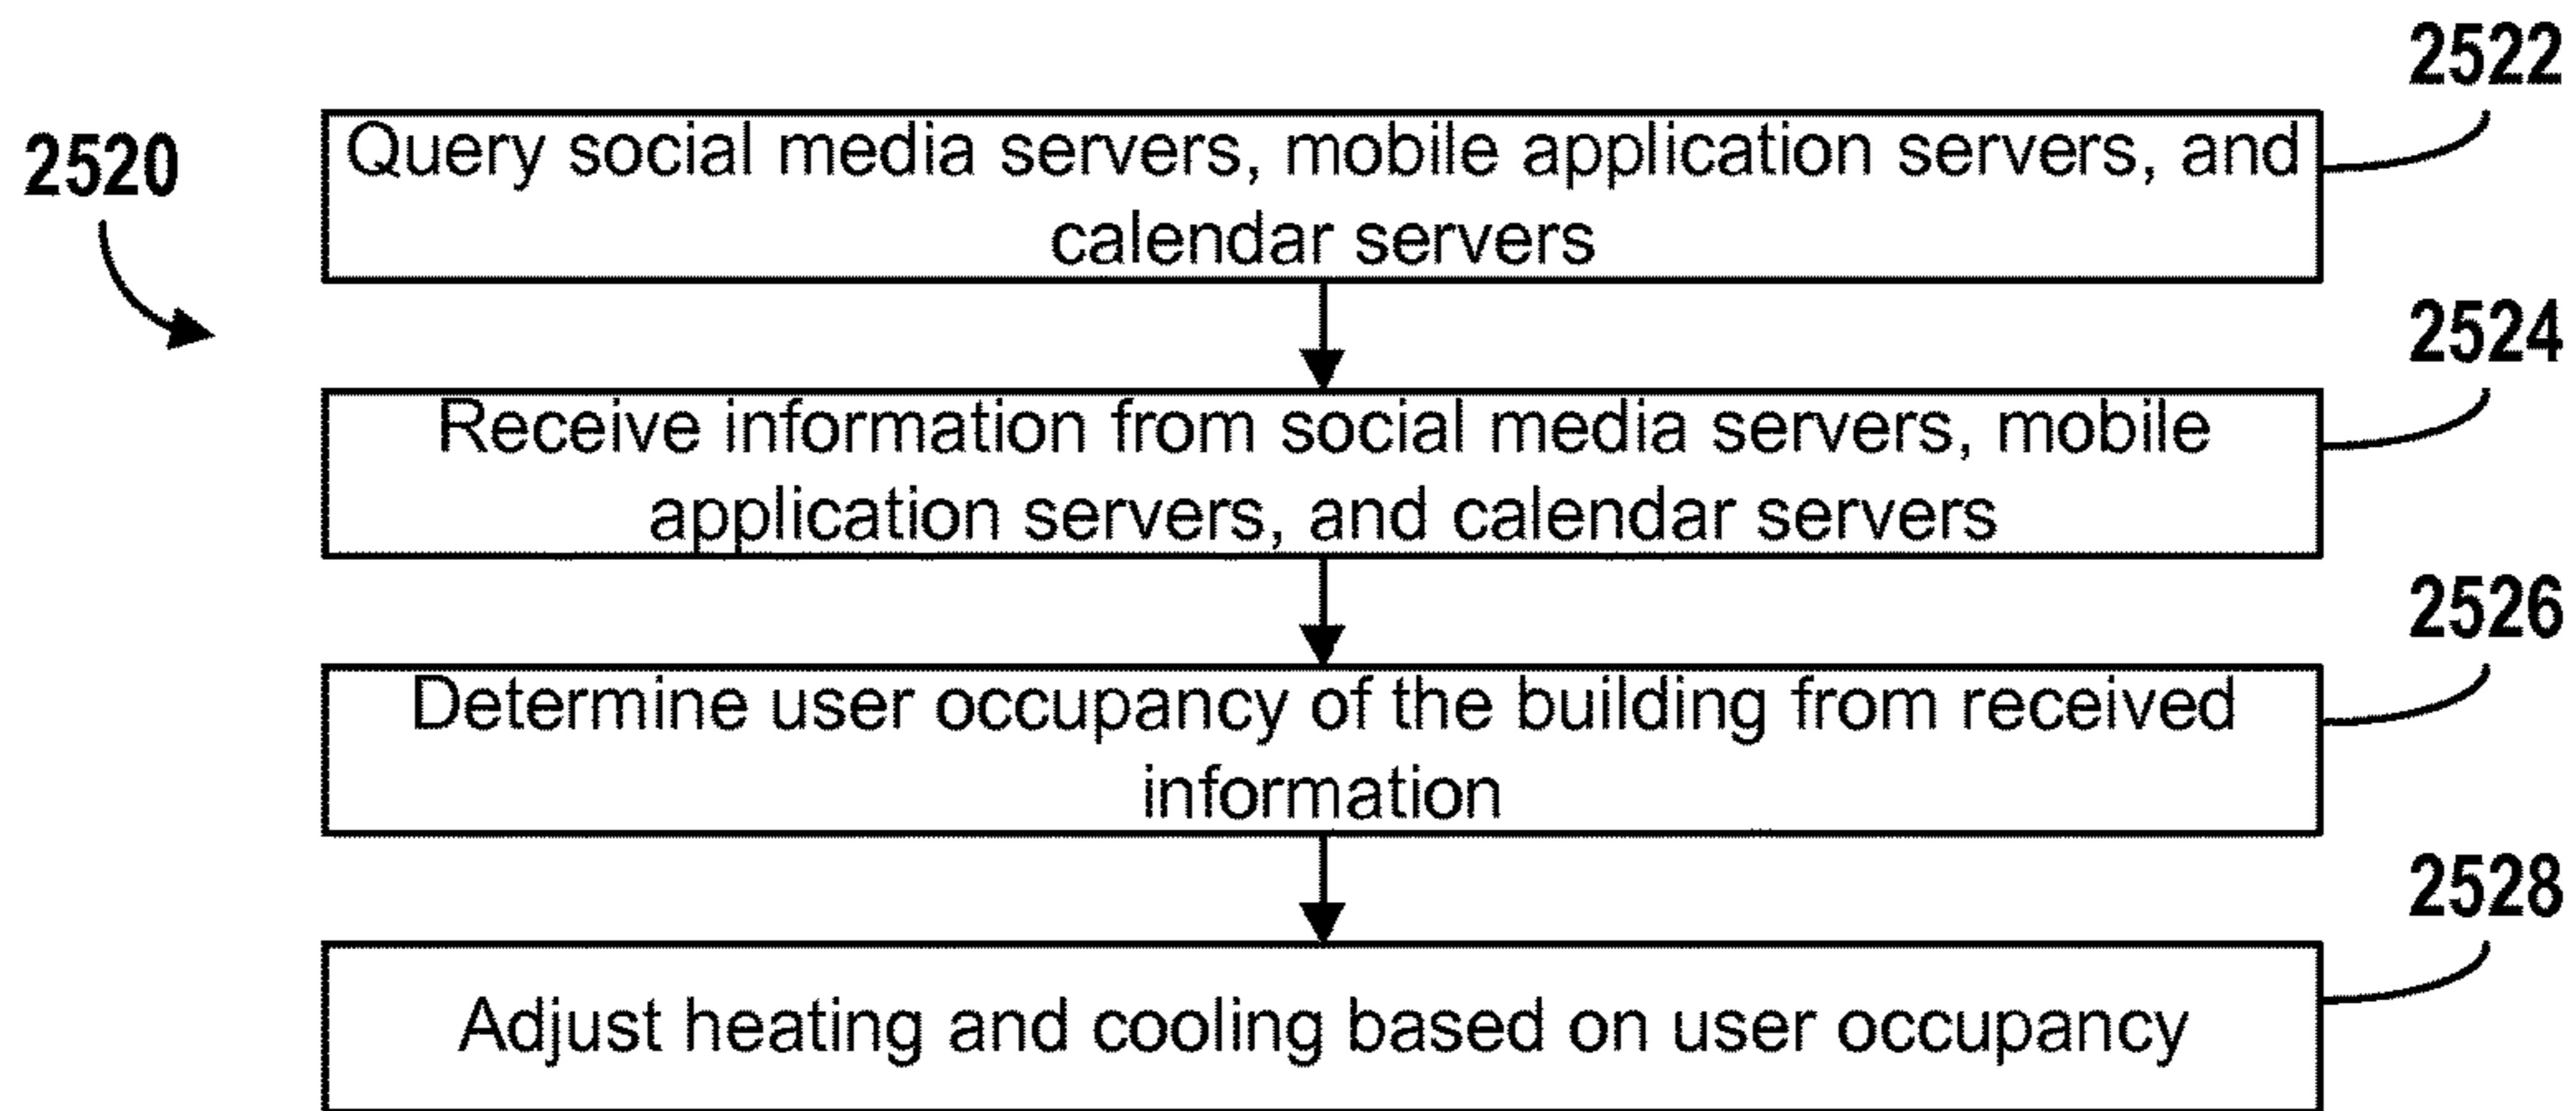 2522
2520
Query social media servers, mobile application servers, and
calendar servers
2524
Receive information from social media servers, mobile
application servers, and calendar servers
2526
Determine user occupancy of the building from received
information
2528
Adjust heating and cooling based on user occupancy